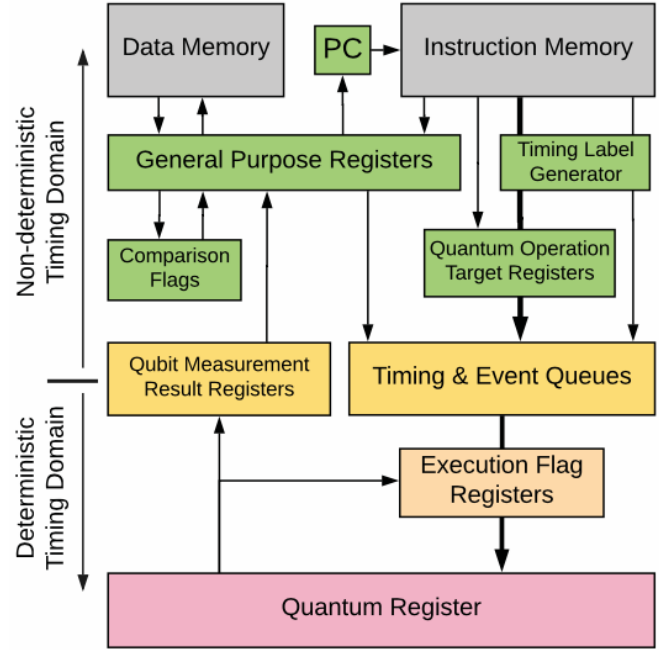 Data Memory
PC
Instruction Memory
Non-deterministic
Timing Domain
General Purpose Registers
Timing Label
Generator
Comparison
Flags
Quantum Operation
Target Registers
Qubit Measurement
Result Registers
Timing & Event Queues
Deterministic
Timing Domain
Execution Flag
Registers
Quantum Register